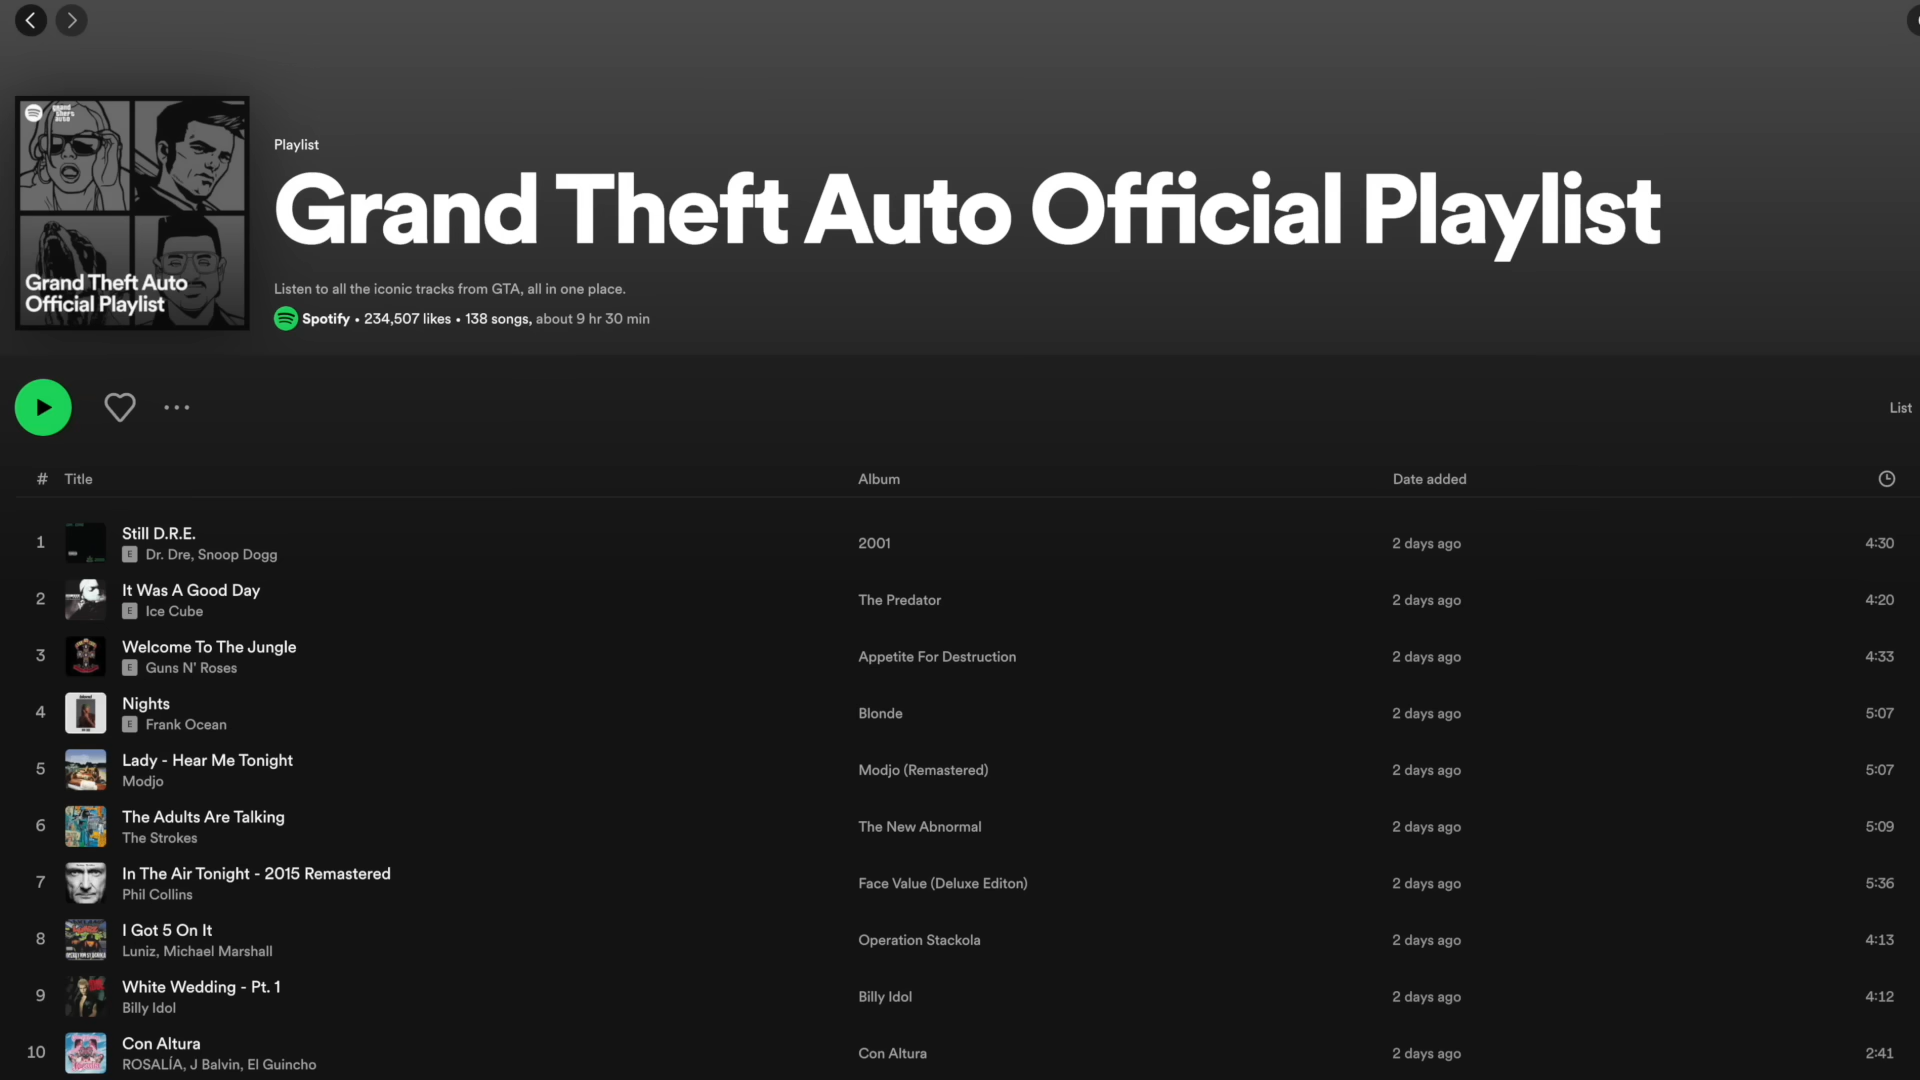 grand
theft
auto
Grand Theft Auto
Official Playlist
Playlist
Grand Theft Auto Official Playlist
Listen to all the iconic tracks from GTA, all in one place.
Spotify • 234,507 likes • 138 songs, about 9 hr 30 min
List
# Title Album Date added
1 Still D.R.E. 2001 2 days ago 4:30
E Dr. Dre, Snoop Dogg
2 It Was A Good Day The Predator 2 days ago 4:20
E Ice Cube
3 Welcome To The Jungle Appetite For Destruction 2 days ago 4:33
E Guns N' Roses
4 Nights Blonde 2 days ago 5:07
E Frank Ocean
5 Lady - Hear Me Tonight Modjo (Remastered) 2 days ago 5:07
Modjo
6 The Adults Are Talking The New Abnormal 2 days ago 5:09
The Strokes
7 In The Air Tonight - 2015 Remastered Face Value (Deluxe Editon) 2 days ago 5:36
Phil Collins
8 I Got 5 On It Operation Stackola 2 days ago 4:13
Luniz, Michael Marshall
9 White Wedding - Pt. 1 Billy Idol 2 days ago 4:12
Billy Idol
10 Con Altura Con Altura 2 days ago 2:41
ROSALÍA, J Balvin, El Guincho